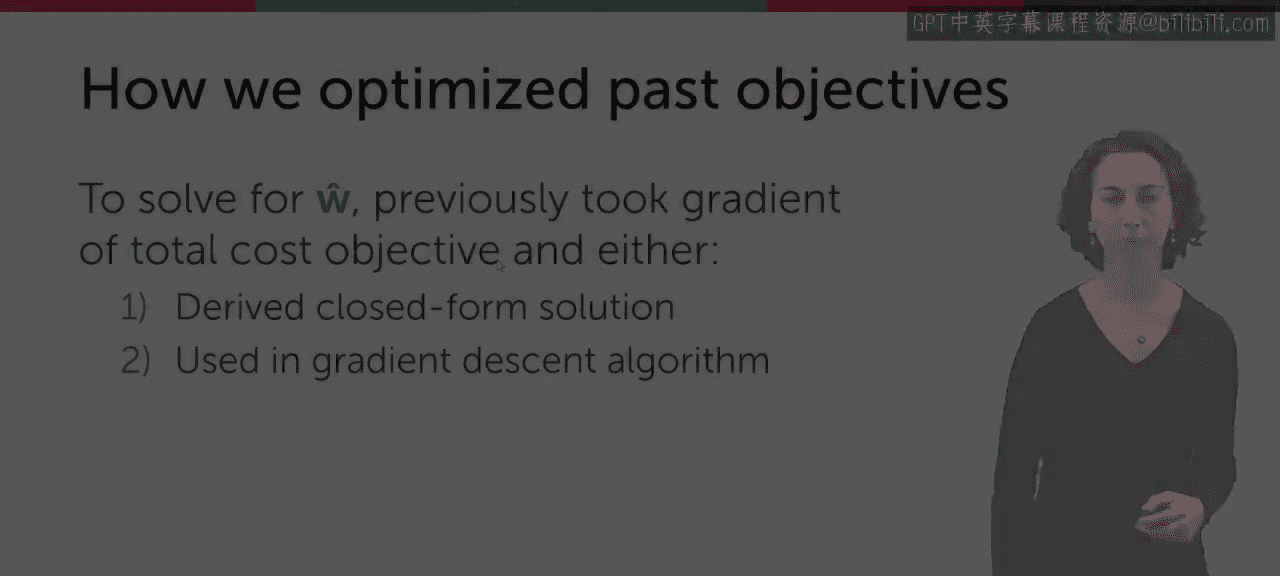 GPT中英字幕课程资源@bilibili.com
How we optimized past objectives
To solve for ŵ, previously took gradient
of total cost objective and either:
1) Derived closed-form solution
2) Used in gradient descent algorithm